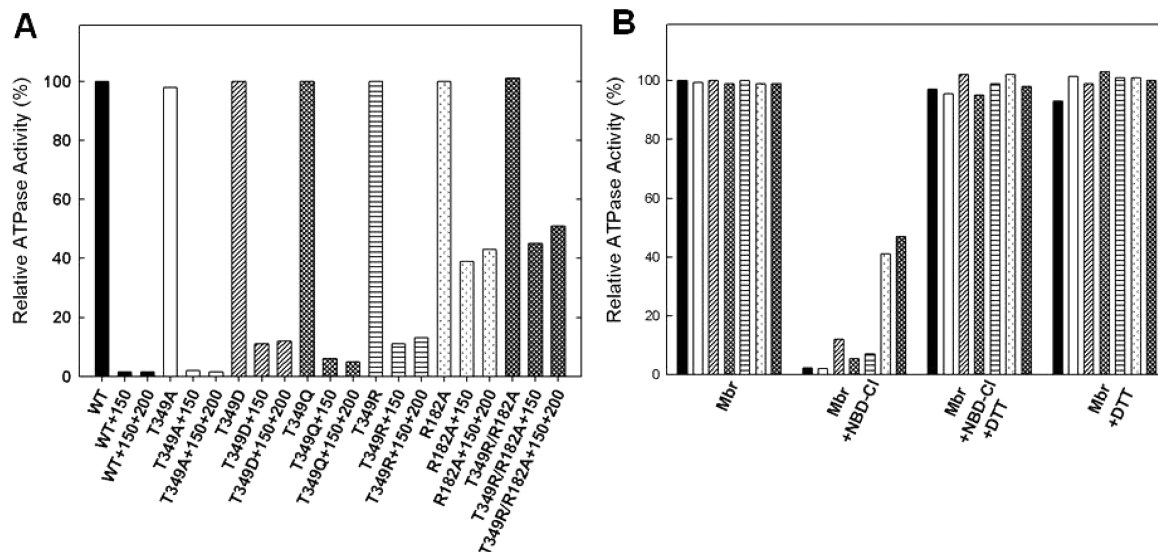 A
Relative ATPase Activity (%)
100
80
60
40
20
0
WT
WT+150
WT+150+200
T349A
T349A+150
T349A+150+200
T349D
T349D+150
T349D+150+200
T349Q
T349Q+150
T349Q+150+200
T349R
T349R+150
T349R+150+200
R182A
R182A+150
R182A+150+200
T349R/R182A
T349R/R182A+150
T349R/R182A+150+200
B
Relative ATPase Activity (%)
100
80
60
40
20
0
Mbr
Mbr
+NBD-Cl
Mbr
+NBD-Cl
+DTT
Mbr
+DTT